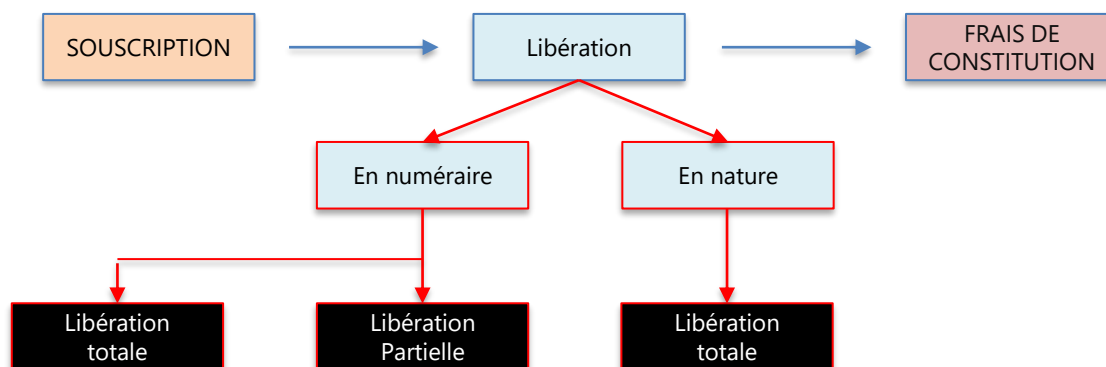 SOUSCRIPTION
Libération
FRAIS DE
CONSTITUTION
En numéraire
En nature
Libération
totale
Libération
Partielle
Libération
totale